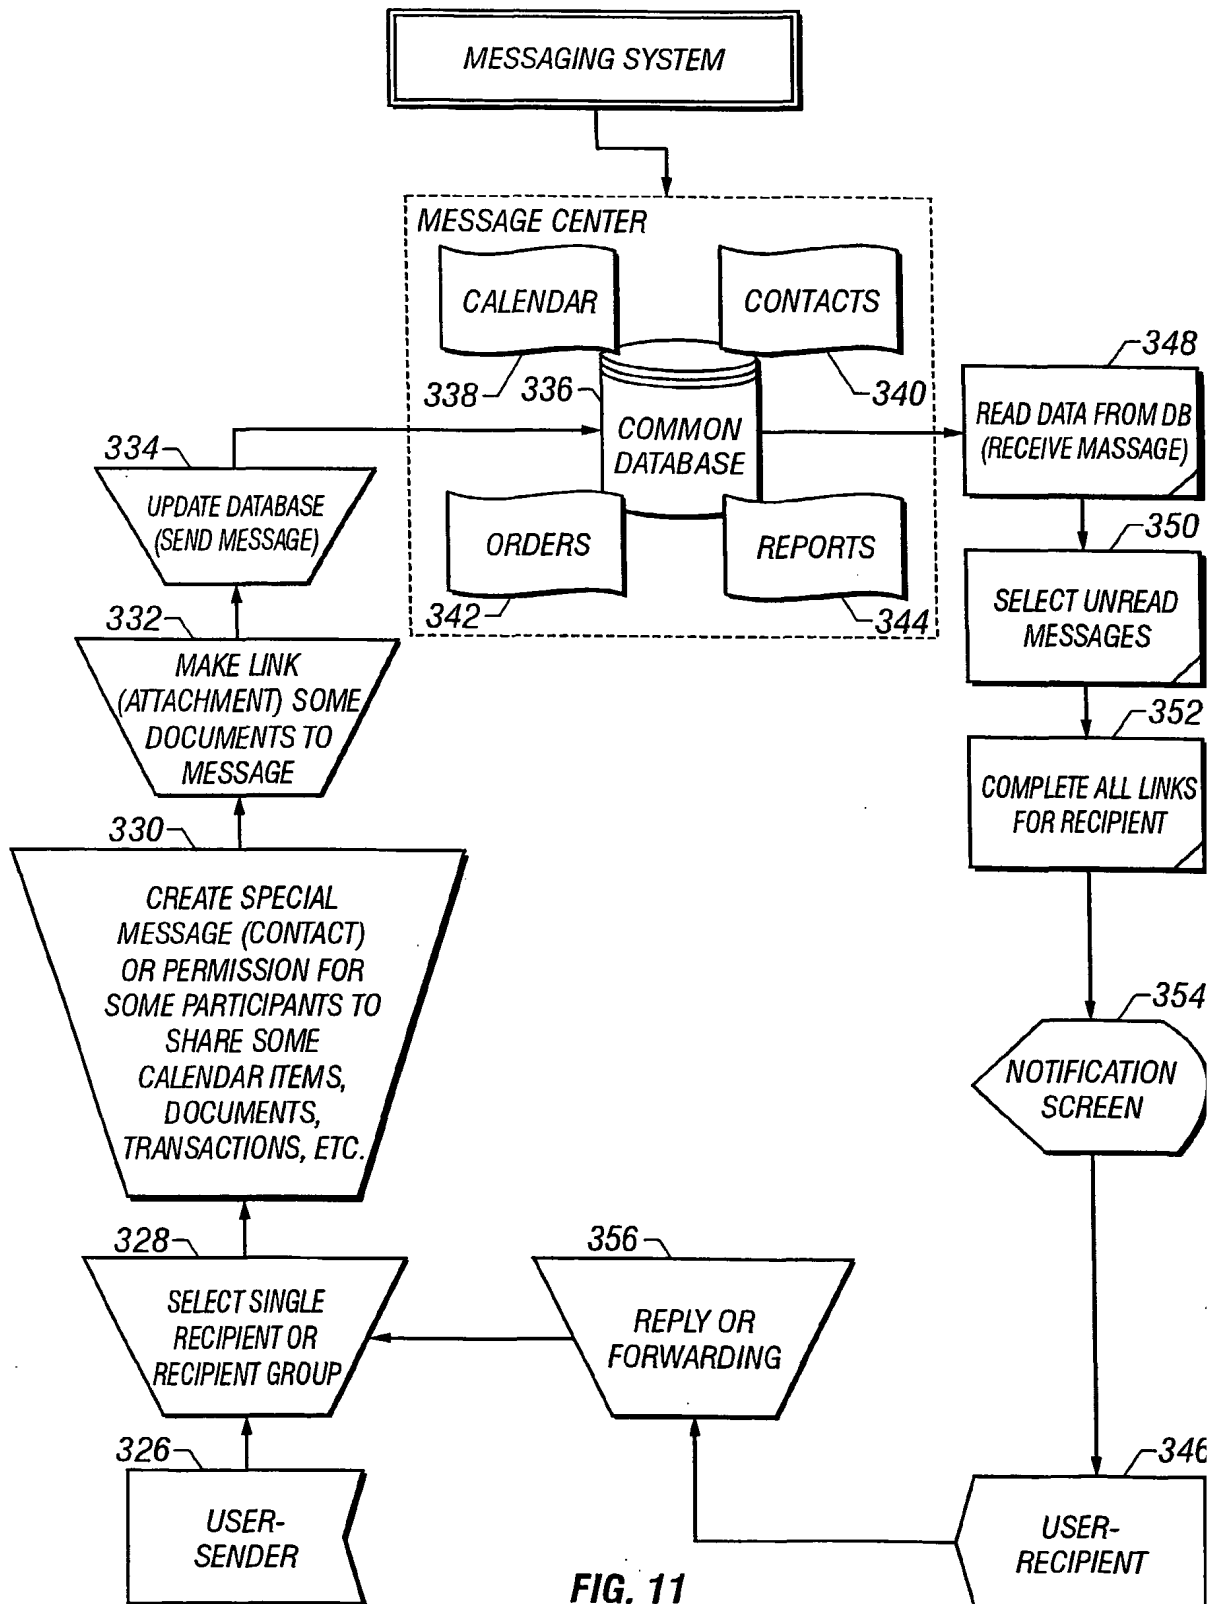 MESSAGING SYSTEM
MESSAGE CENTER
CALENDAR
CONTACTS
338
336
340
COMMON
DATABASE
ORDERS
REPORTS
342
344
348
READ DATA FROM DB
(RECEIVE MASSAGE)
350
SELECT UNREAD
MESSAGES
352
COMPLETE ALL LINKS
FOR RECIPIENT
354
NOTIFICATION
SCREEN
346
USER-
RECIPIENT
334
UPDATE DATABASE
(SEND MESSAGE)
332
MAKE LINK
(ATTACHMENT) SOME
DOCUMENTS TO
MESSAGE
330
CREATE SPECIAL
MESSAGE (CONTACT)
OR PERMISSION FOR
SOME PARTICIPANTS TO
SHARE SOME
CALENDAR ITEMS,
DOCUMENTS,
TRANSACTIONS, ETC.
328
SELECT SINGLE
RECIPIENT OR
RECIPIENT GROUP
356
REPLY OR
FORWARDING
326
USER-
SENDER
FIG. 11